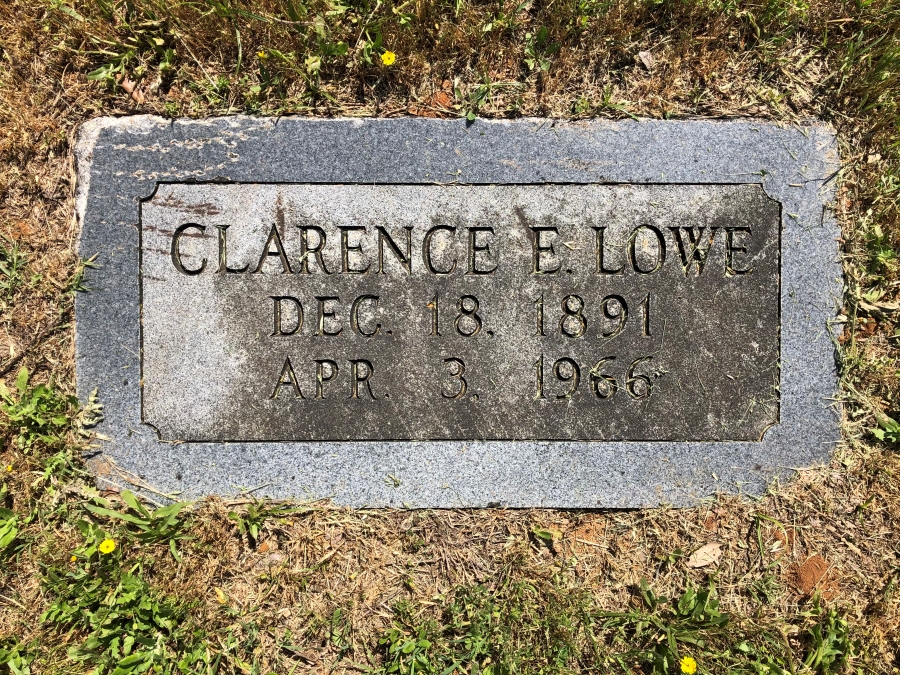 CLARENCE E. LOWE
DEC. 18, 1891
APR. 3, 1966